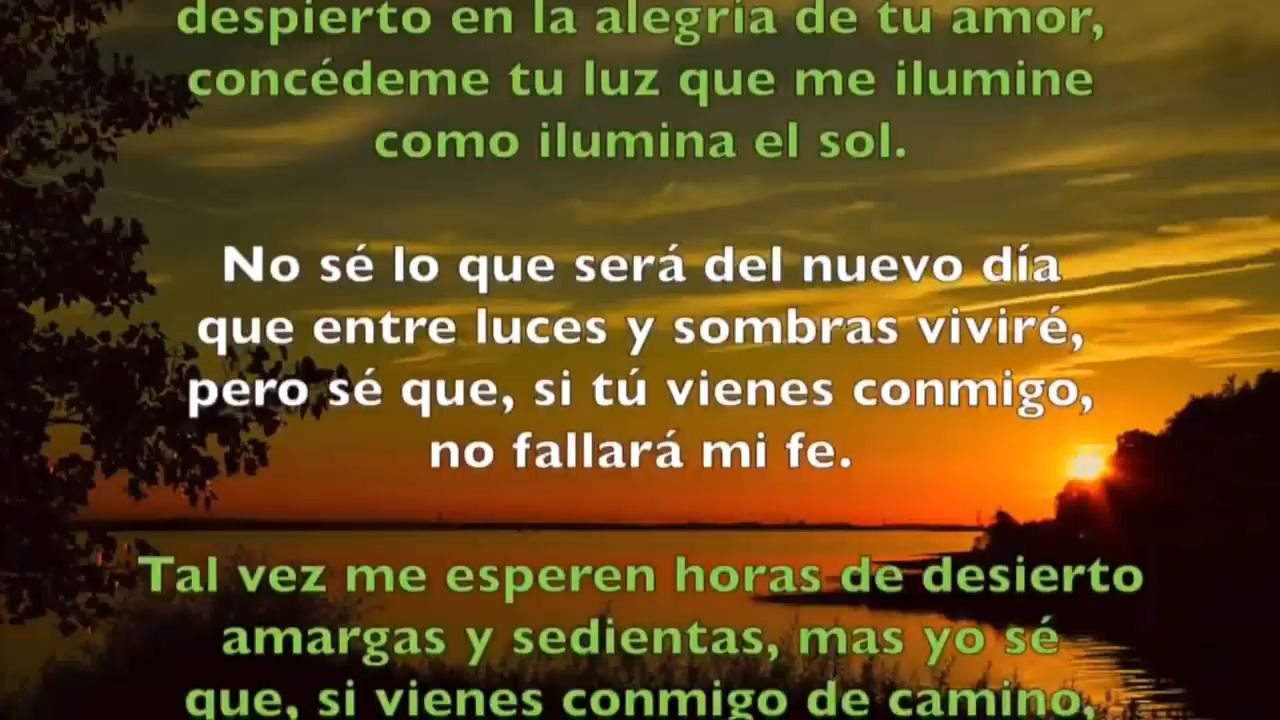 despierto en la alegría de tu amor,
concédeme tu luz que me ilumine
como ilumina el sol.
No sé lo que será del nuevo día
que entre luces y sombras viviré,
pero sé que, si tú vienes conmigo,
no fallará mi fe.
Tal vez me esperen horas de desierto
amargas y sedientas, mas yo sé
que, si vienes conmigo de camino,